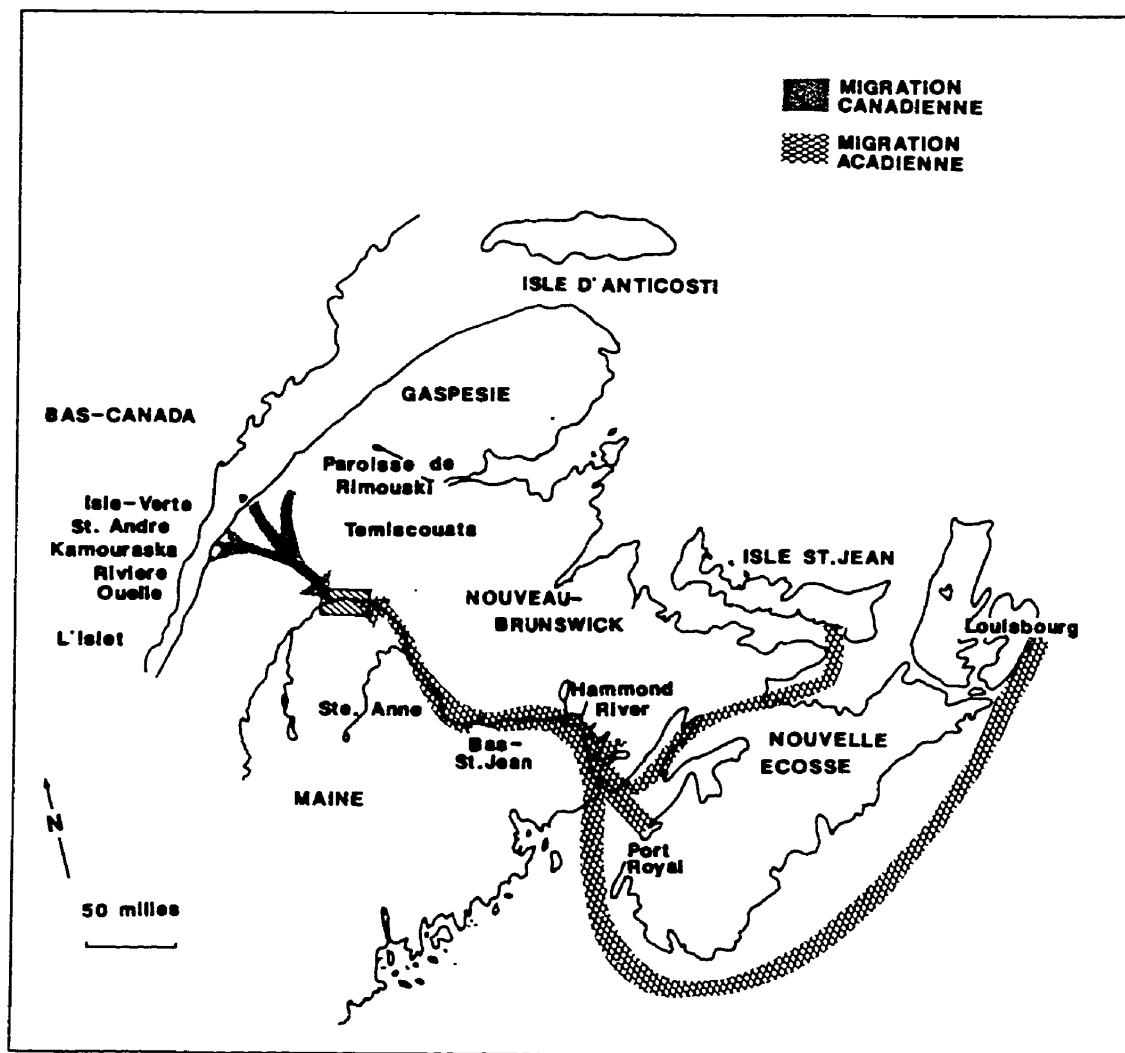 MIGRATION
CANADIENNE
MIGRATION
ACADIENNE
ISLE D'ANTICOSTI
GASPESIE
BAS-CANADA
Paroisse de
Rimouski
Isle-Verte
St. Andre
Kamouraska
Riviere
Ouelle
Temiscouata
ISLE ST.JEAN
NOUVEAU-
BRUNSWICK
Louisbourg
L'Islet
Hammond
River
Ste. Anne
Bas-
St.Jean
NOUVELLE
ECOSSE
MAINE
N
Port
Royal
50 milles